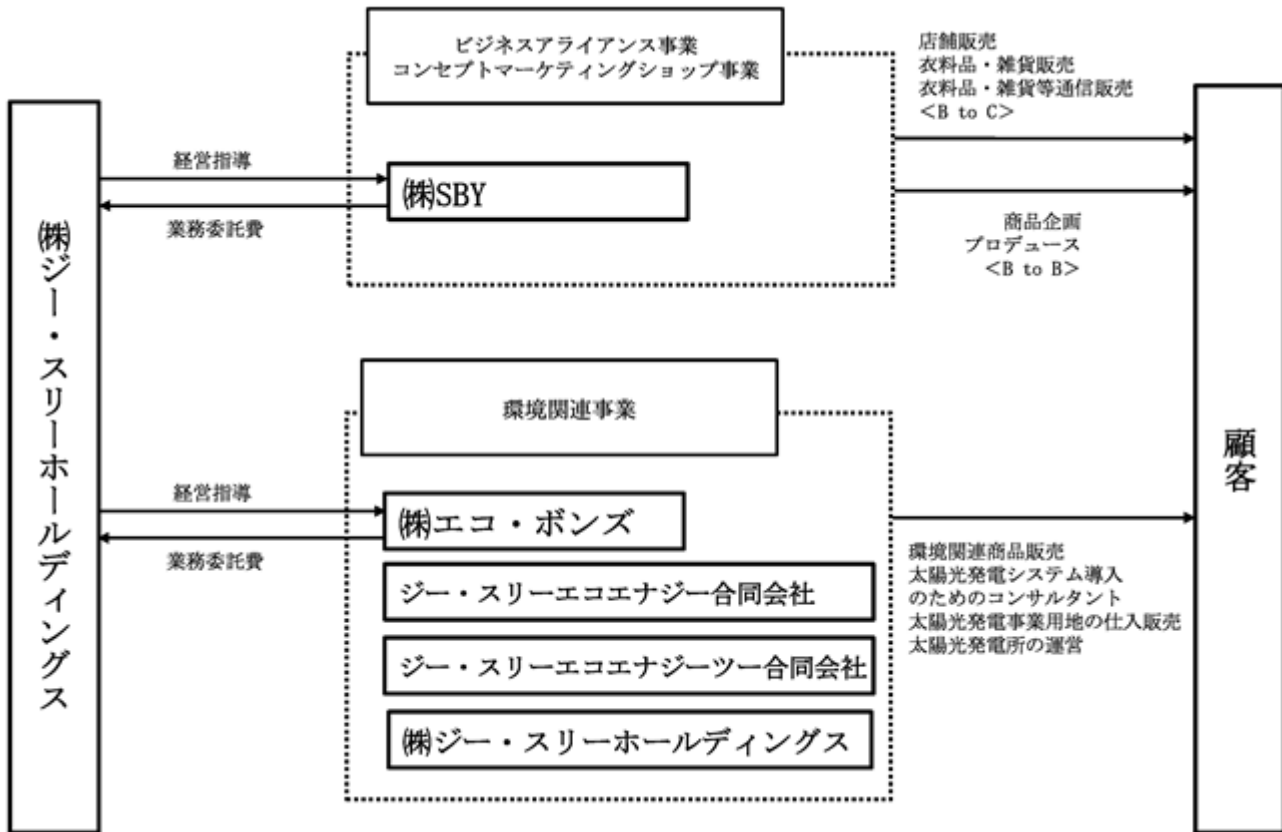 ビジネスアライアンス事業
コンセプトマーケティングショップ事業
店舗販売
衣料品・雑貨販売
衣料品・雑貨等通信販売
＜B to C＞
㈱ジー・スリーホールディングス
経営指導
業務委託費
㈱SBY
商品企画
プロデュース
＜B to B＞
顧客
環境関連事業
経営指導
業務委託費
㈱エコ・ボンズ
ジー・スリーエコエナジー合同会社
ジー・スリーエコエナジーツー合同会社
㈱ジー・スリーホールディングス
環境関連商品販売
太陽光発電システム導入
のためのコンサルタント
太陽光発電事業用地の仕入販売
太陽光発電所の運営